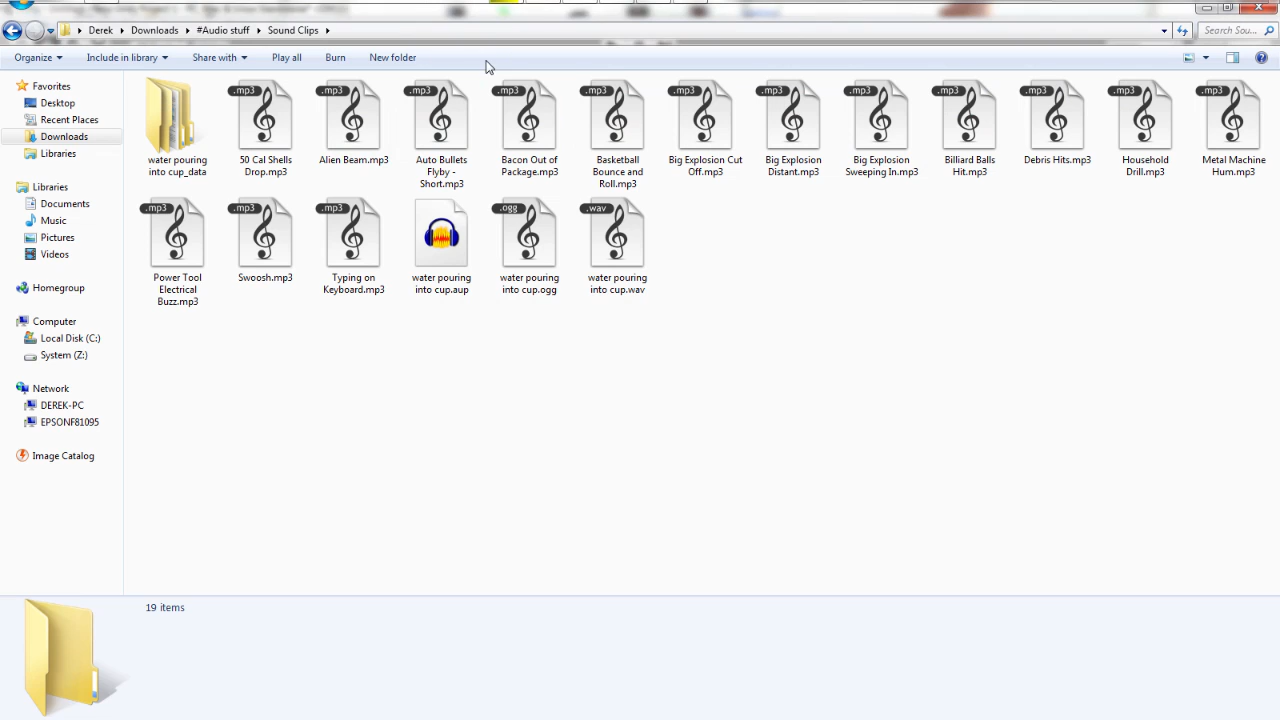 Derek
Downloads
#Audio stuff
Sound Clips
Search Sou...
Organize
Include in library
Share with
Play all
Burn
New folder
Favorites
Desktop
Recent Places
Downloads
Libraries
Libraries
Documents
Music
Pictures
Videos
Homegroup
Computer
Local Disk (C:)
System (Z:)
Network
DEREK-PC
EPSONF81095
Image Catalog
water pouring
into cup_data
.mp3
50 Cal Shells
Drop.mp3
.mp3
Alien Beam.mp3
.mp3
Auto Bullets
Flyby -
Short.mp3
.mp3
Bacon Out of
Package.mp3
.mp3
Basketball
Bounce and
Roll.mp3
.mp3
Big Explosion Cut
Off.mp3
.mp3
Big Explosion
Distant.mp3
.mp3
Big Explosion
Sweeping In.mp3
.mp3
Billiard Balls
Hit.mp3
.mp3
Debris Hits.mp3
.mp3
Household
Drill.mp3
.mp3
Metal Machine
Hum.mp3
.mp3
Power Tool
Electrical
Buzz.mp3
.mp3
Swoosh.mp3
.mp3
Typing on
Keyboard.mp3
water pouring
into cup.aup
.ogg
water pouring
into cup.ogg
.wav
water pouring
into cup.wav
19 items